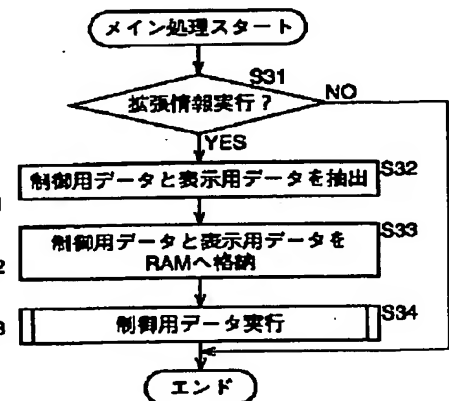 メイン処理スタート
S31
拡張情報実行?
NO
YES
S32
制御用データと表示用データを抽出
S33
制御用データと表示用データを
RAMへ格納
S34
制御用データ実行
エンド